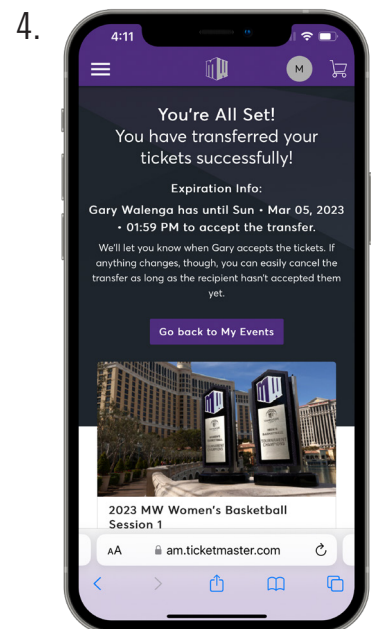 4.
4:11
M
You're All Set!
You have transferred your
tickets successfully!
Expiration Info:
Gary Walenga has until Sun • Mar 05, 2023
• 01:59 PM to accept the transfer.
We'll let you know when Gary accepts the tickets. If
anything changes, though, you can easily cancel the
transfer as long as the recipient hasn't accepted them
yet.
Go back to My Events
2023 MW Women's Basketball
Session 1
AA am.ticketmaster.com